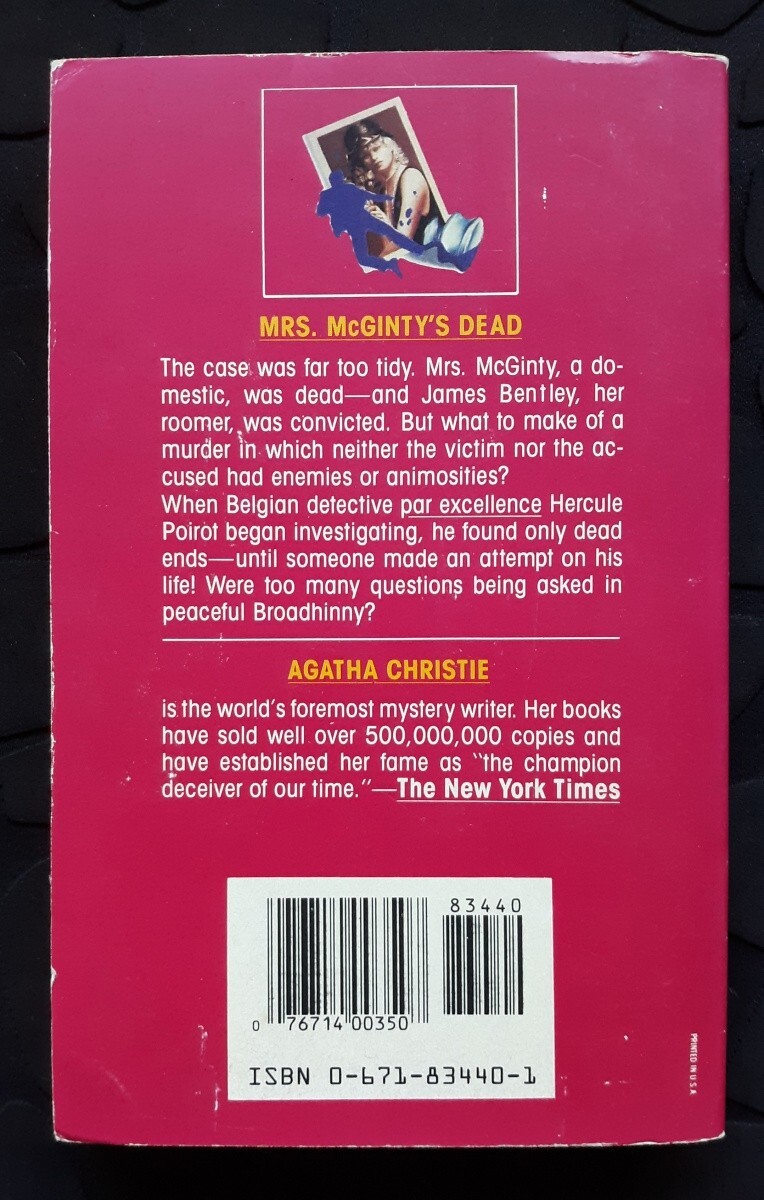 MRS. McGINTY'S DEAD
The case was far too tidy. Mrs. McGinty, a do-
mestic, was dead—and James Bentley, her
roomer, was convicted. But what to make of a
murder in which neither the victim nor the ac-
cused had enemies or animosities?
When Belgian detective par excellence Hercule
Poirot began investigating, he found only dead
ends—until someone made an attempt on his
life! Were too many questions being asked in
peaceful Broadhinny?
AGATHA CHRISTIE
is the world's foremost mystery writer. Her books
have sold well over 500,000,000 copies and
have established her fame as "the champion
deceiver of our time."—The New York Times
83440
0 76714 00350
ISBN 0-671-83440-1
PRINTED IN U.S.A.